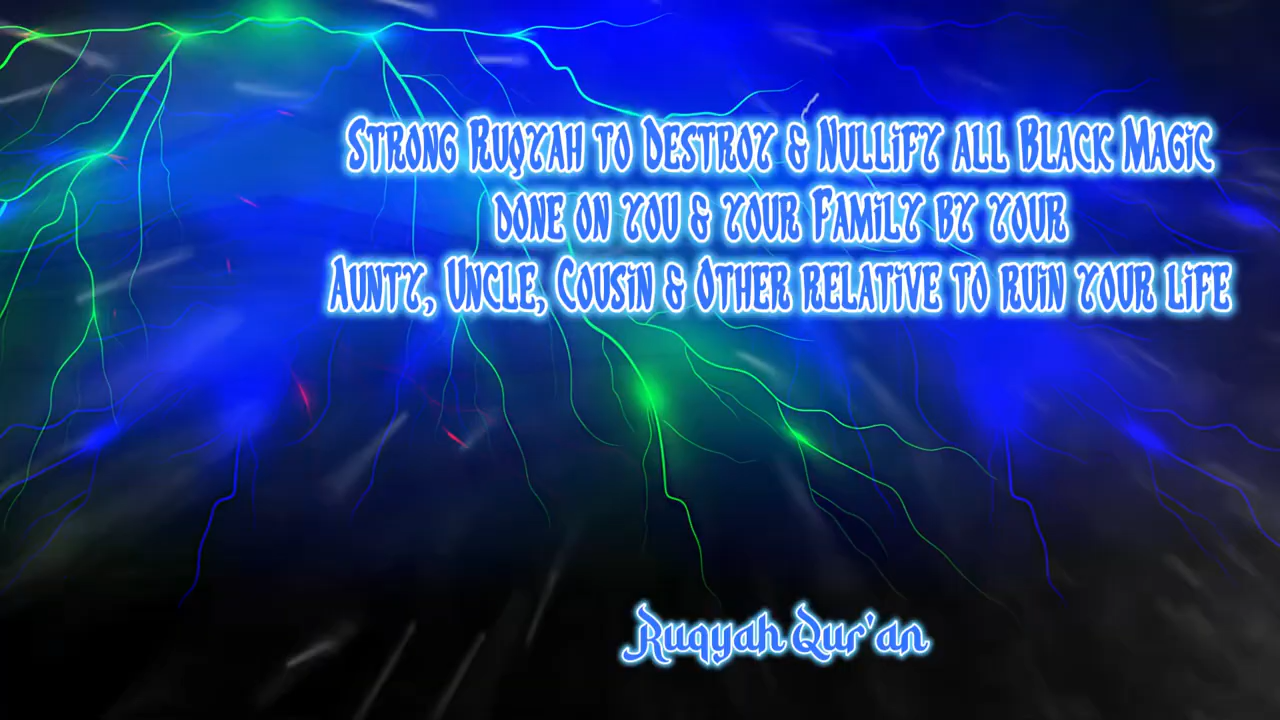 Strong Ruqyah to Destroy & Nullify all Black Magic
done on you & your Family by your
Aunty, Uncle, Cousin & Other relative to ruin your life
Ruqyah Qur'an